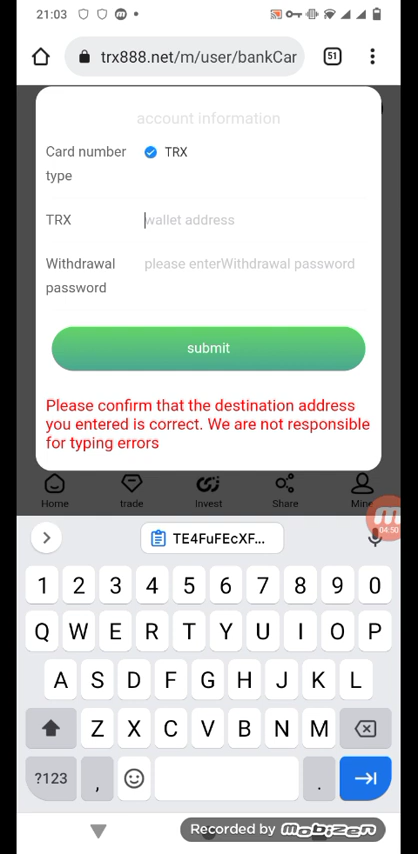 21:03
51
trx888.net/m/user/bankCar
account information
Card number type
TRX
TRX
wallet address
Withdrawal password
please enterWithdrawal password
submit
Please confirm that the destination address
you entered is correct. We are not responsible
for typing errors
Home trade Invest Share Mine
04:50
TE4FuFEcXF...
1 2 3 4 5 6 7 8 9 0
Q W E R T Y U I O P
A S D F G H J K L
Z X C V B N M
?123 , .
Recorded by mobizen